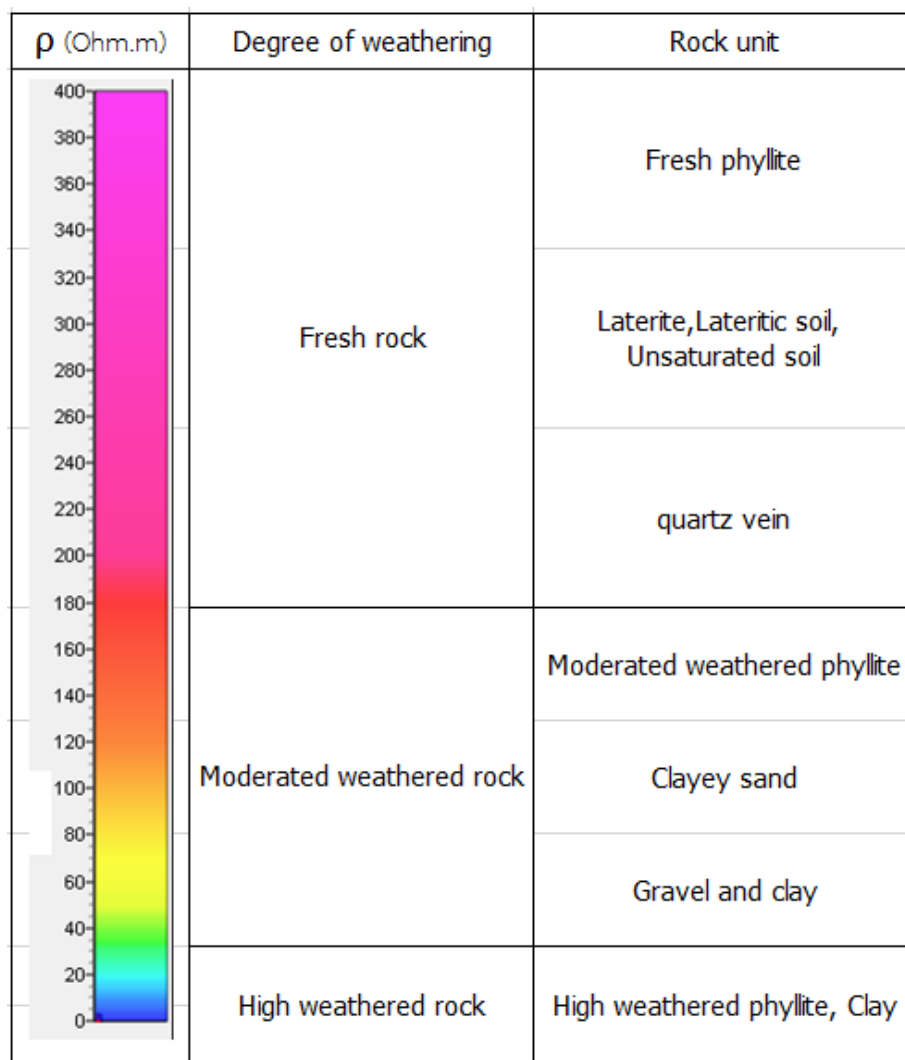 ρ (Ohm.m) Degree of weathering Rock unit
400
380
360
340
320
300
280
260
240
220
200
180
160
140
120
100
80
60
40
20
0
Fresh rock
Moderated weathered rock
High weathered rock
Fresh phyllite
Laterite,Lateritic soil,
Unsaturated soil
quartz vein
Moderated weathered phyllite
Clayey sand
Gravel and clay
High weathered phyllite, Clay